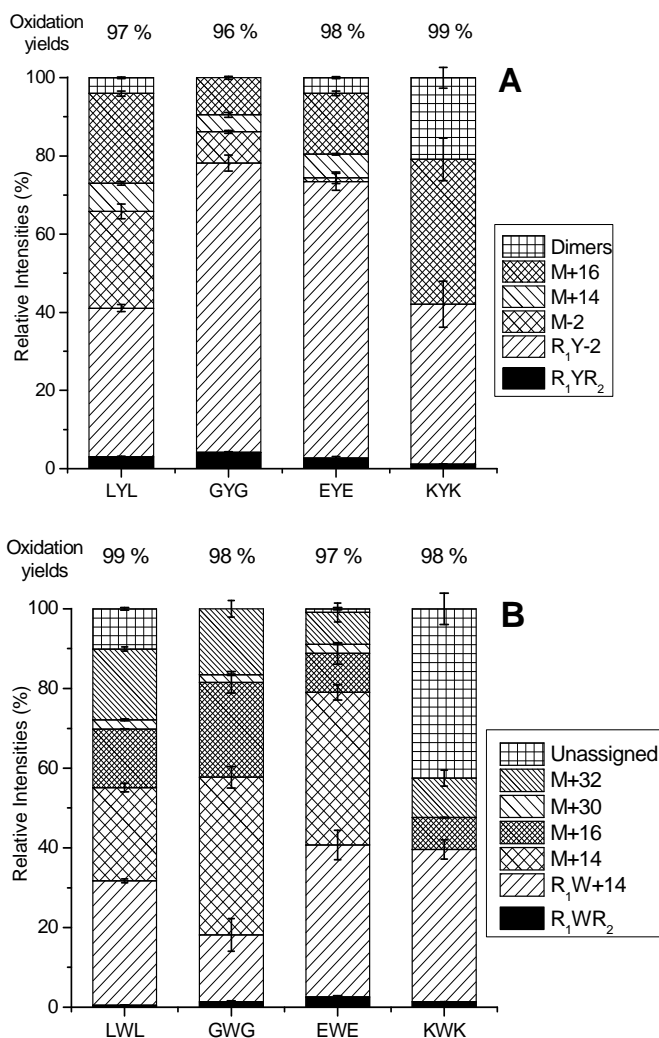 Oxidation yields 97 % 96 % 98 % 99 %
A
100
80
60
40
20
0
Relative Intensities (%)
LYL GYG EYE KYK
Dimers
M+16
M+14
M-2
R₁Y-2
R₁YR₂
Oxidation yields 99 % 98 % 97 % 98 %
B
100
80
60
40
20
0
Relative Intensities (%)
LWL GWG EWE KWK
Unassigned
M+32
M+30
M+16
M+14
R₁W+14
R₁WR₂